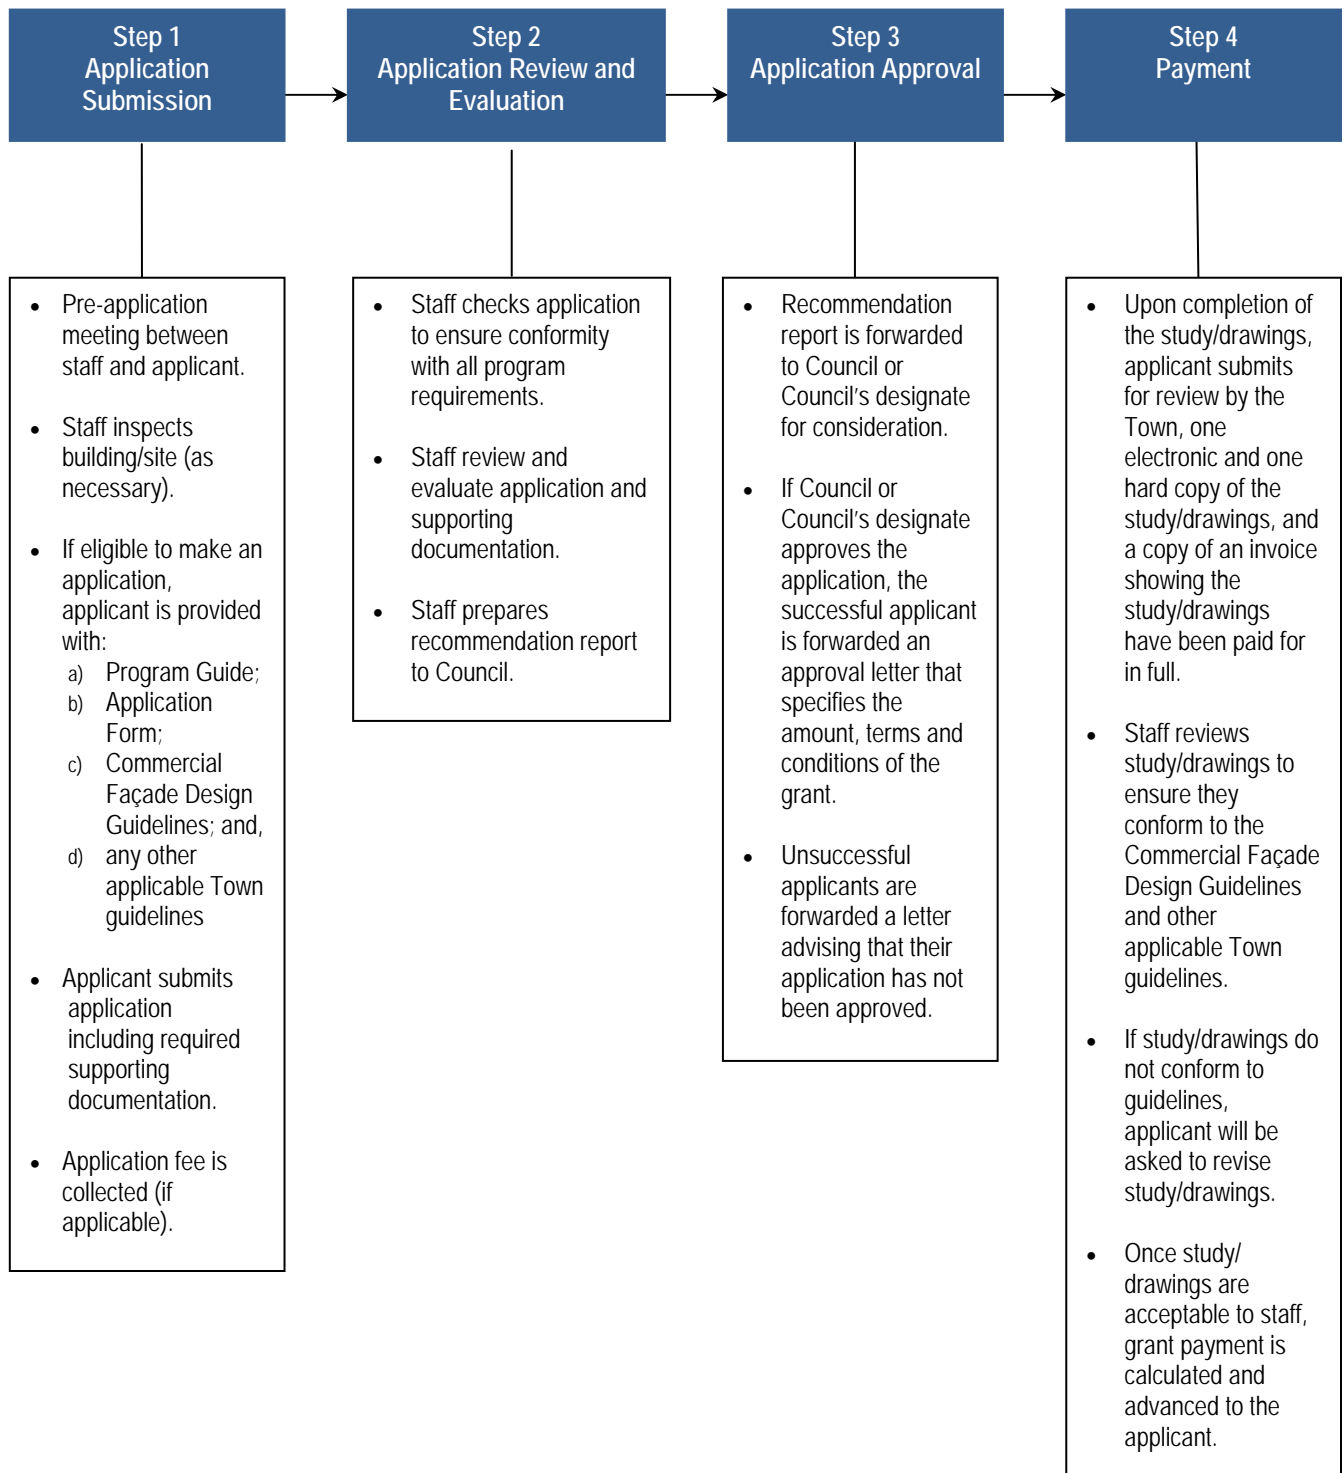 Step 1
Application
Submission
Step 2
Application Review and
Evaluation
Step 3
Application Approval
Step 4
Payment
• Pre-application
meeting between
staff and applicant.
• Staff inspects
building/site (as
necessary).
• If eligible to make an
application,
applicant is provided
with:
a) Program Guide;
b) Application
Form;
c) Commercial
Façade Design
Guidelines; and,
d) any other
applicable Town
guidelines
• Applicant submits
application
including required
supporting
documentation.
• Application fee is
collected (if
applicable).
• Staff checks application
to ensure conformity
with all program
requirements.
• Staff review and
evaluate application and
supporting
documentation.
• Staff prepares
recommendation report
to Council.
• Recommendation
report is forwarded
to Council or
Council’s designate
for consideration.
• If Council or
Council’s designate
approves the
application, the
successful applicant
is forwarded an
approval letter that
specifies the
amount, terms and
conditions of the
grant.
• Unsuccessful
applicants are
forwarded a letter
advising that their
application has not
been approved.
• Upon completion of
the study/drawings,
applicant submits
for review by the
Town, one
electronic and one
hard copy of the
study/drawings, and
a copy of an invoice
showing the
study/drawings
have been paid for
in full.
• Staff reviews
study/drawings to
ensure they
conform to the
Commercial Façade
Design Guidelines
and other
applicable Town
guidelines.
• If study/drawings do
not conform to
guidelines,
applicant will be
asked to revise
study/drawings.
• Once study/
drawings are
acceptable to staff,
grant payment is
calculated and
advanced to the
applicant.